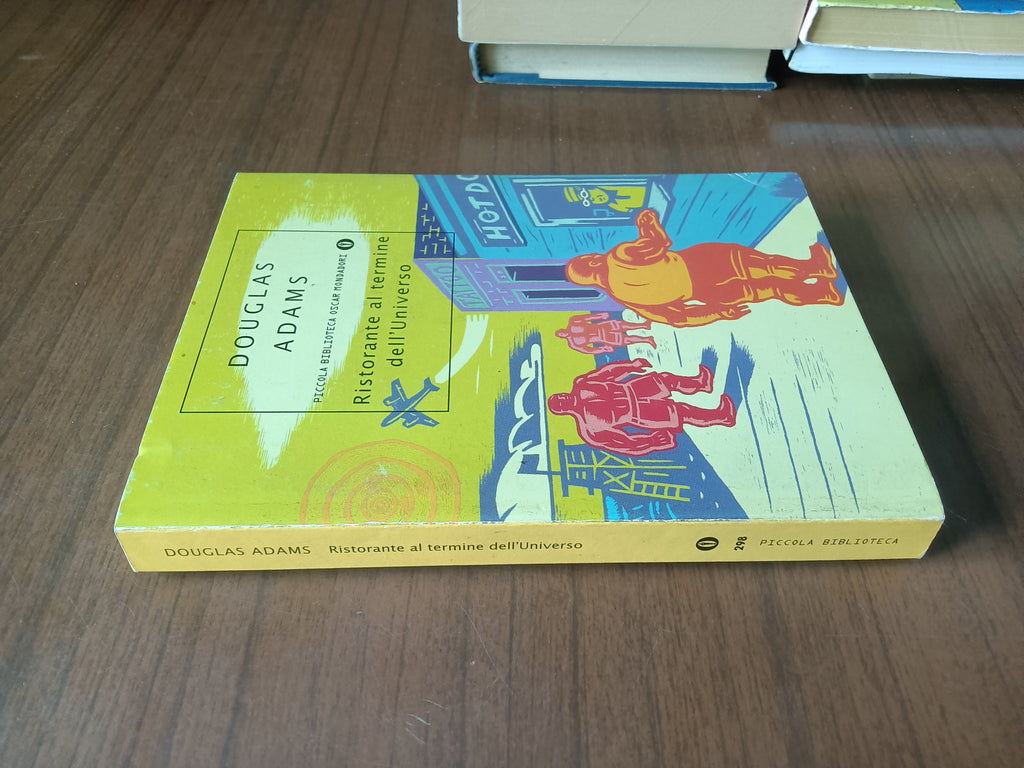 DOUGLAS
ADAMS
PICCOLA BIBLIOTECA OSCAR MONDADORI
Ristorante al termine
dell'Universo
HOT DO
DOUGLAS ADAMS Ristorante al termine dell'Universo 298 PICCOLA BIBLIOTECA